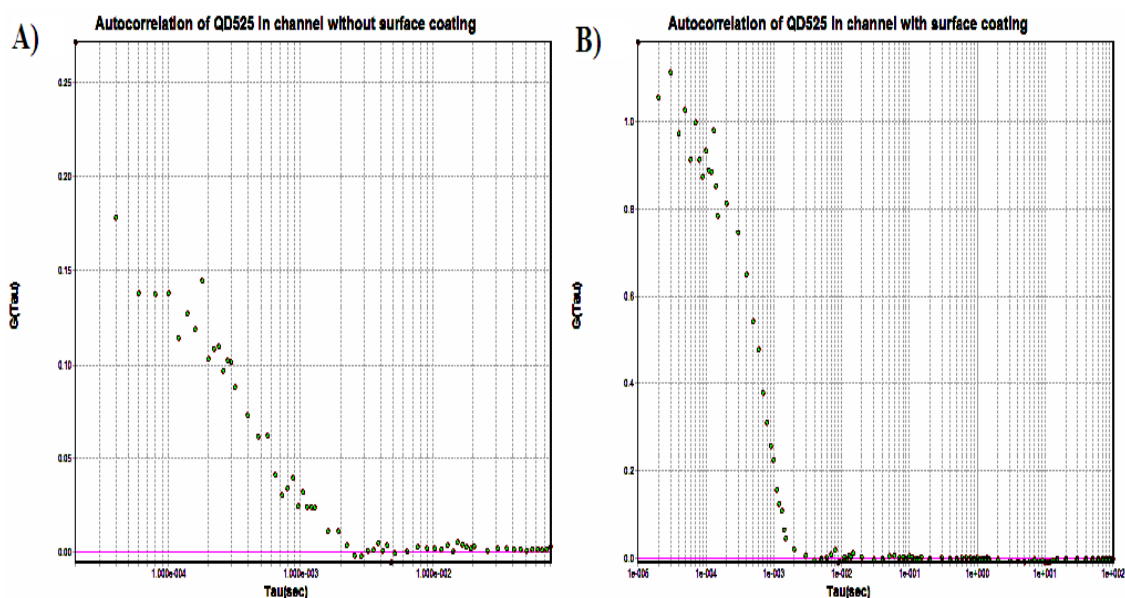 A)
Autocorrelation of QD525 in channel without surface coating
0.25
0.20
0.15
0.10
0.05
0.00
G(Tau)
1.000e-004
1.000e-003
1.000e-002
Tau(sec)
B)
Autocorrelation of QD525 in channel with surface coating
1.0
0.8
0.6
0.4
0.2
0.0
G(Tau)
1e-005
1e-004
1e-003
1e-002
1e-001
1e+000
1e+001
1e+002
Tau(sec)